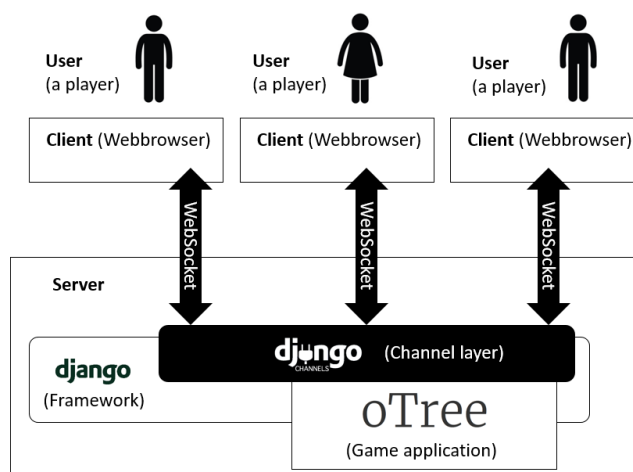 User
(a player)
User
(a player)
User
(a player)
Client (Webbrowser)
Client (Webbrowser)
Client (Webbrowser)
WebSocket
WebSocket
WebSocket
Server
django
CHANNELS
(Channel layer)
django
(Framework)
oTree
(Game application)